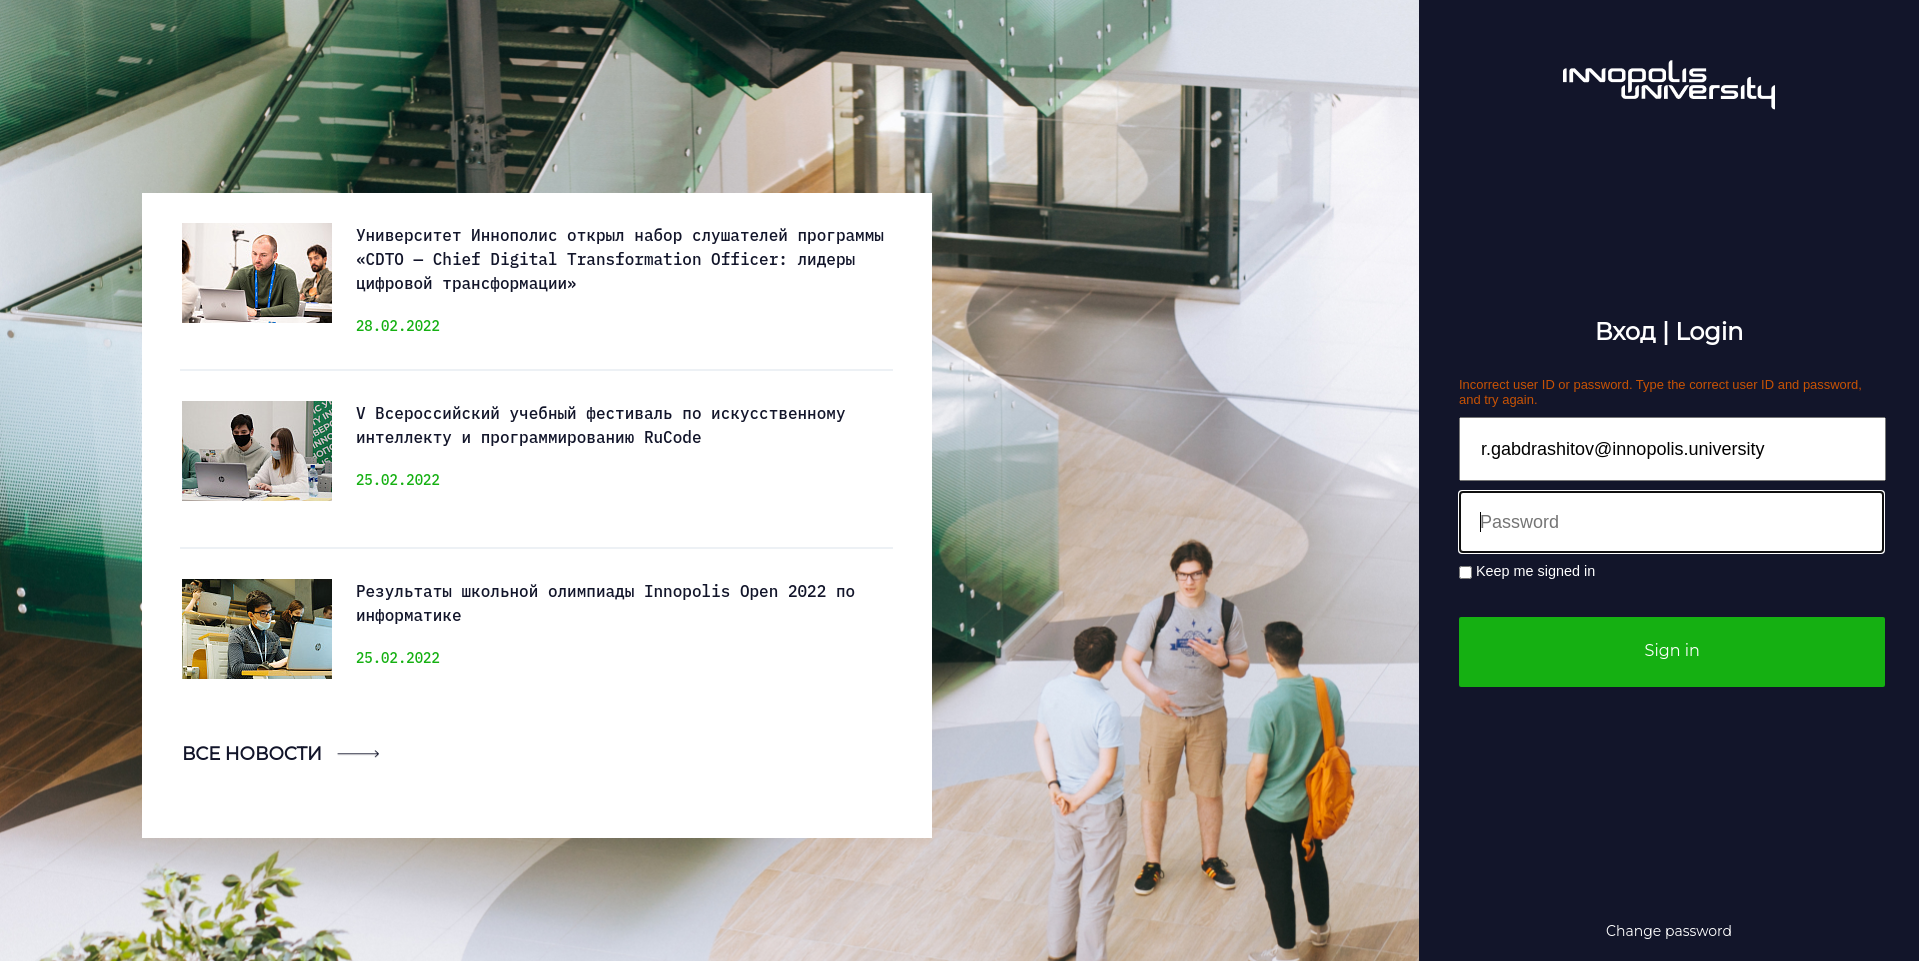 Университет Иннополис открыл набор слушателей программы
«CDTO — Chief Digital Transformation Officer: лидеры
цифровой трансформации»
28.02.2022
V Всероссийский учебный фестиваль по искусственному
интеллекту и программированию RuCode
25.02.2022
Результаты школьной олимпиады Innopolis Open 2022 по
информатике
25.02.2022
ВСЕ НОВОСТИ
innopolis
university
Вход | Login
Incorrect user ID or password. Type the correct user ID and password,
and try again.
r.gabdrashitov@innopolis.university
Password
Keep me signed in
Sign in
Change password